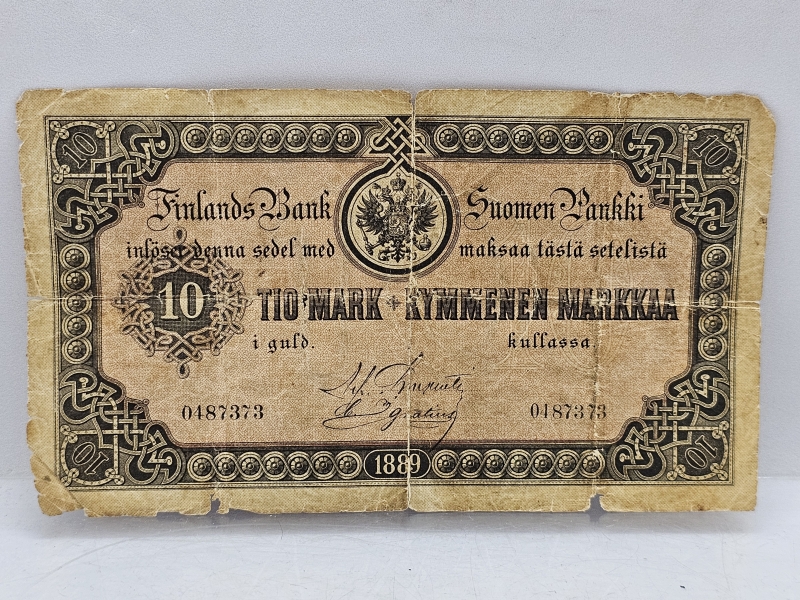 10 10
Finlands Bank Suomen Pankki
inlöser denna sedel med maksaa tästä setelistä
10 TIO MARK KYMMENEN MARKKAA
i guld. kullassa.
0487373 0487373
10 1889 10